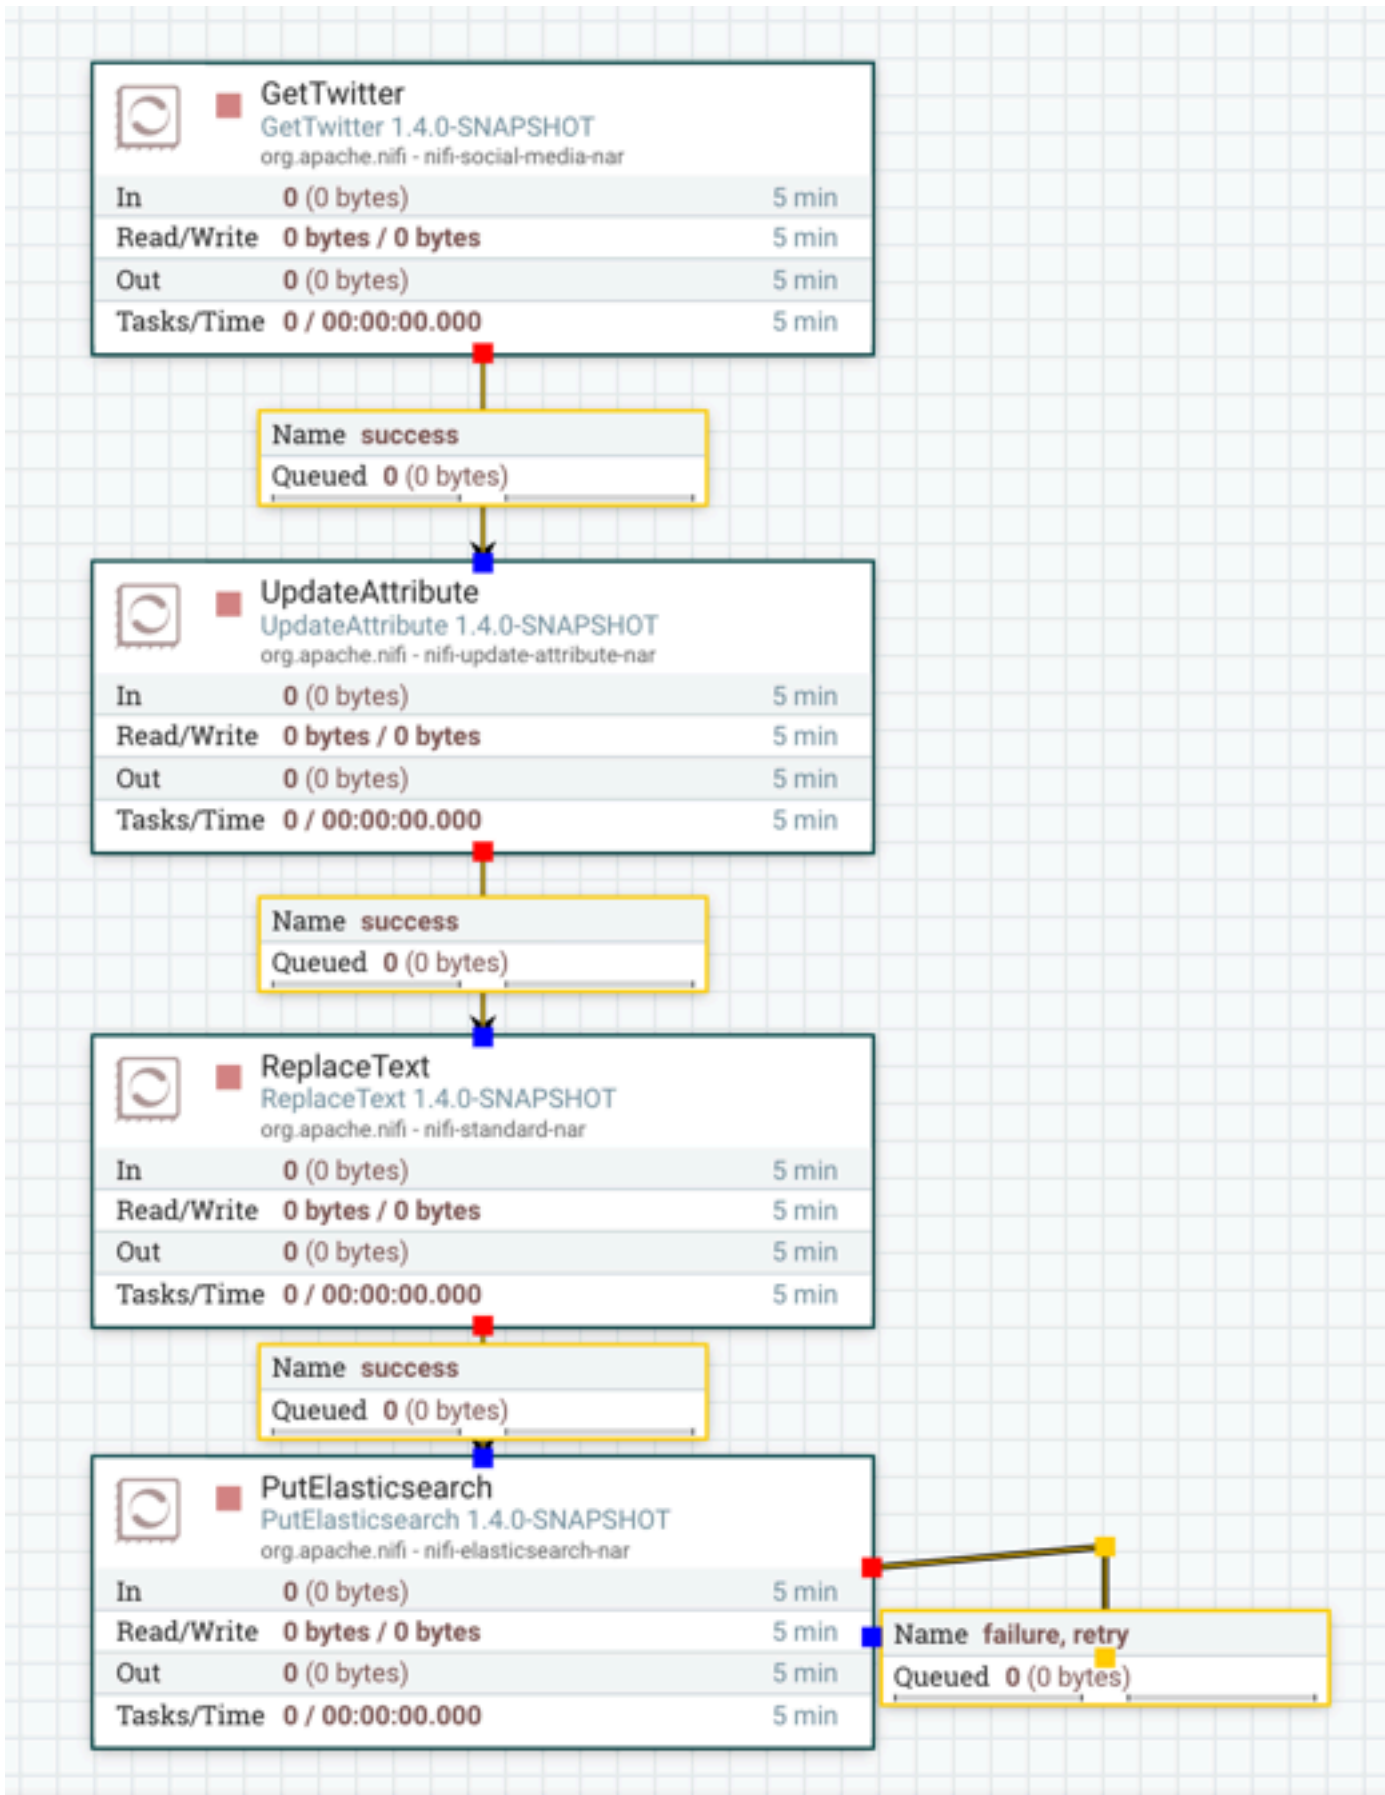 GetTwitter
GetTwitter 1.4.0-SNAPSHOT
org.apache.nifi - nifi-social-media-nar
In 0 (0 bytes) 5 min
Read/Write 0 bytes / 0 bytes 5 min
Out 0 (0 bytes) 5 min
Tasks/Time 0 / 00:00:00.000 5 min
Name success
Queued 0 (0 bytes)
UpdateAttribute
UpdateAttribute 1.4.0-SNAPSHOT
org.apache.nifi - nifi-update-attribute-nar
In 0 (0 bytes) 5 min
Read/Write 0 bytes / 0 bytes 5 min
Out 0 (0 bytes) 5 min
Tasks/Time 0 / 00:00:00.000 5 min
Name success
Queued 0 (0 bytes)
ReplaceText
ReplaceText 1.4.0-SNAPSHOT
org.apache.nifi - nifi-standard-nar
In 0 (0 bytes) 5 min
Read/Write 0 bytes / 0 bytes 5 min
Out 0 (0 bytes) 5 min
Tasks/Time 0 / 00:00:00.000 5 min
Name success
Queued 0 (0 bytes)
PutElasticsearch
PutElasticsearch 1.4.0-SNAPSHOT
org.apache.nifi - nifi-elasticsearch-nar
In 0 (0 bytes) 5 min
Read/Write 0 bytes / 0 bytes 5 min
Out 0 (0 bytes) 5 min
Tasks/Time 0 / 00:00:00.000 5 min
Name failure, retry
Queued 0 (0 bytes)